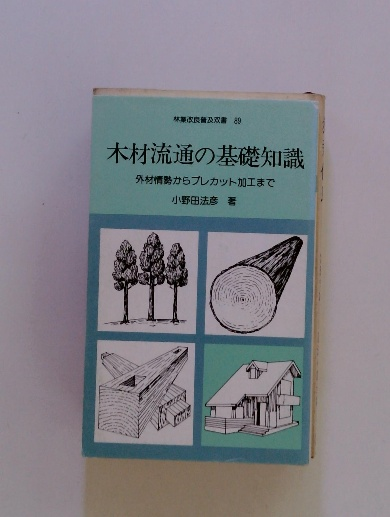 林業改良普及双書 89
木材流通の基礎知識
外材情勢からプレカット加工まで
小野田法彦 著